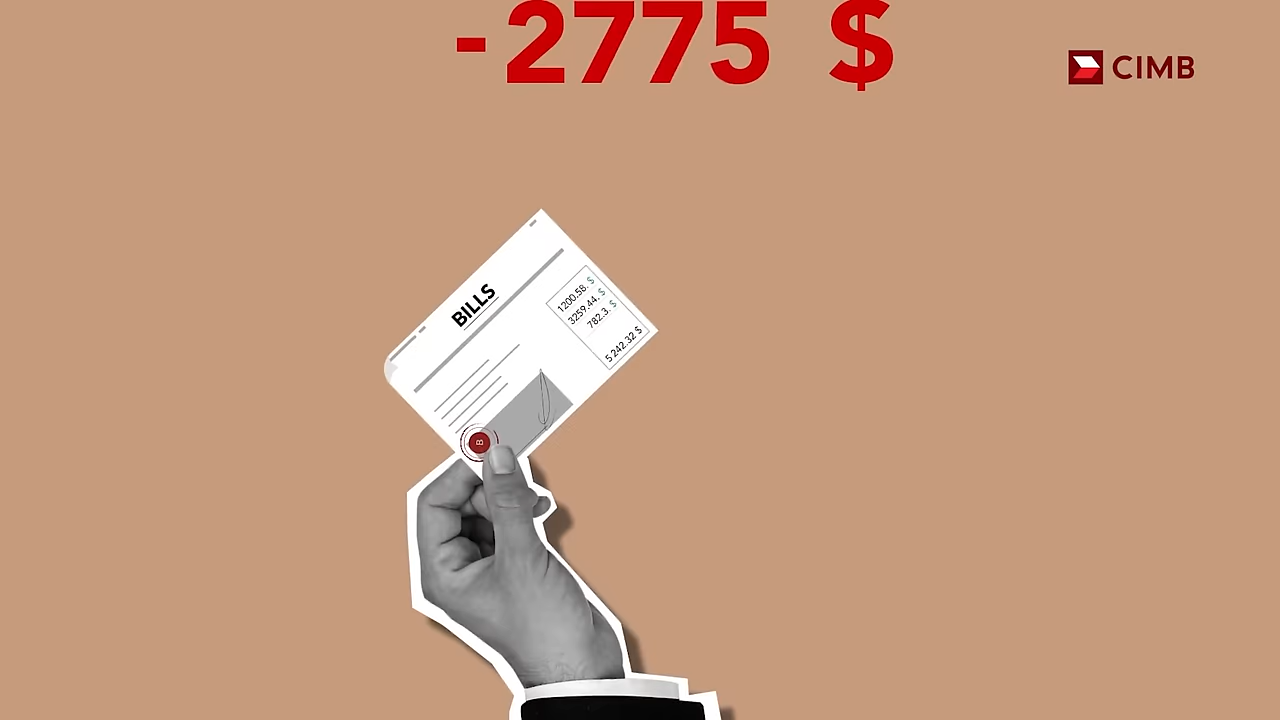 -2775 $
CIMB
BILLS
1200.58. $
3259.44. $
782.3. $
5 242.32 $
B